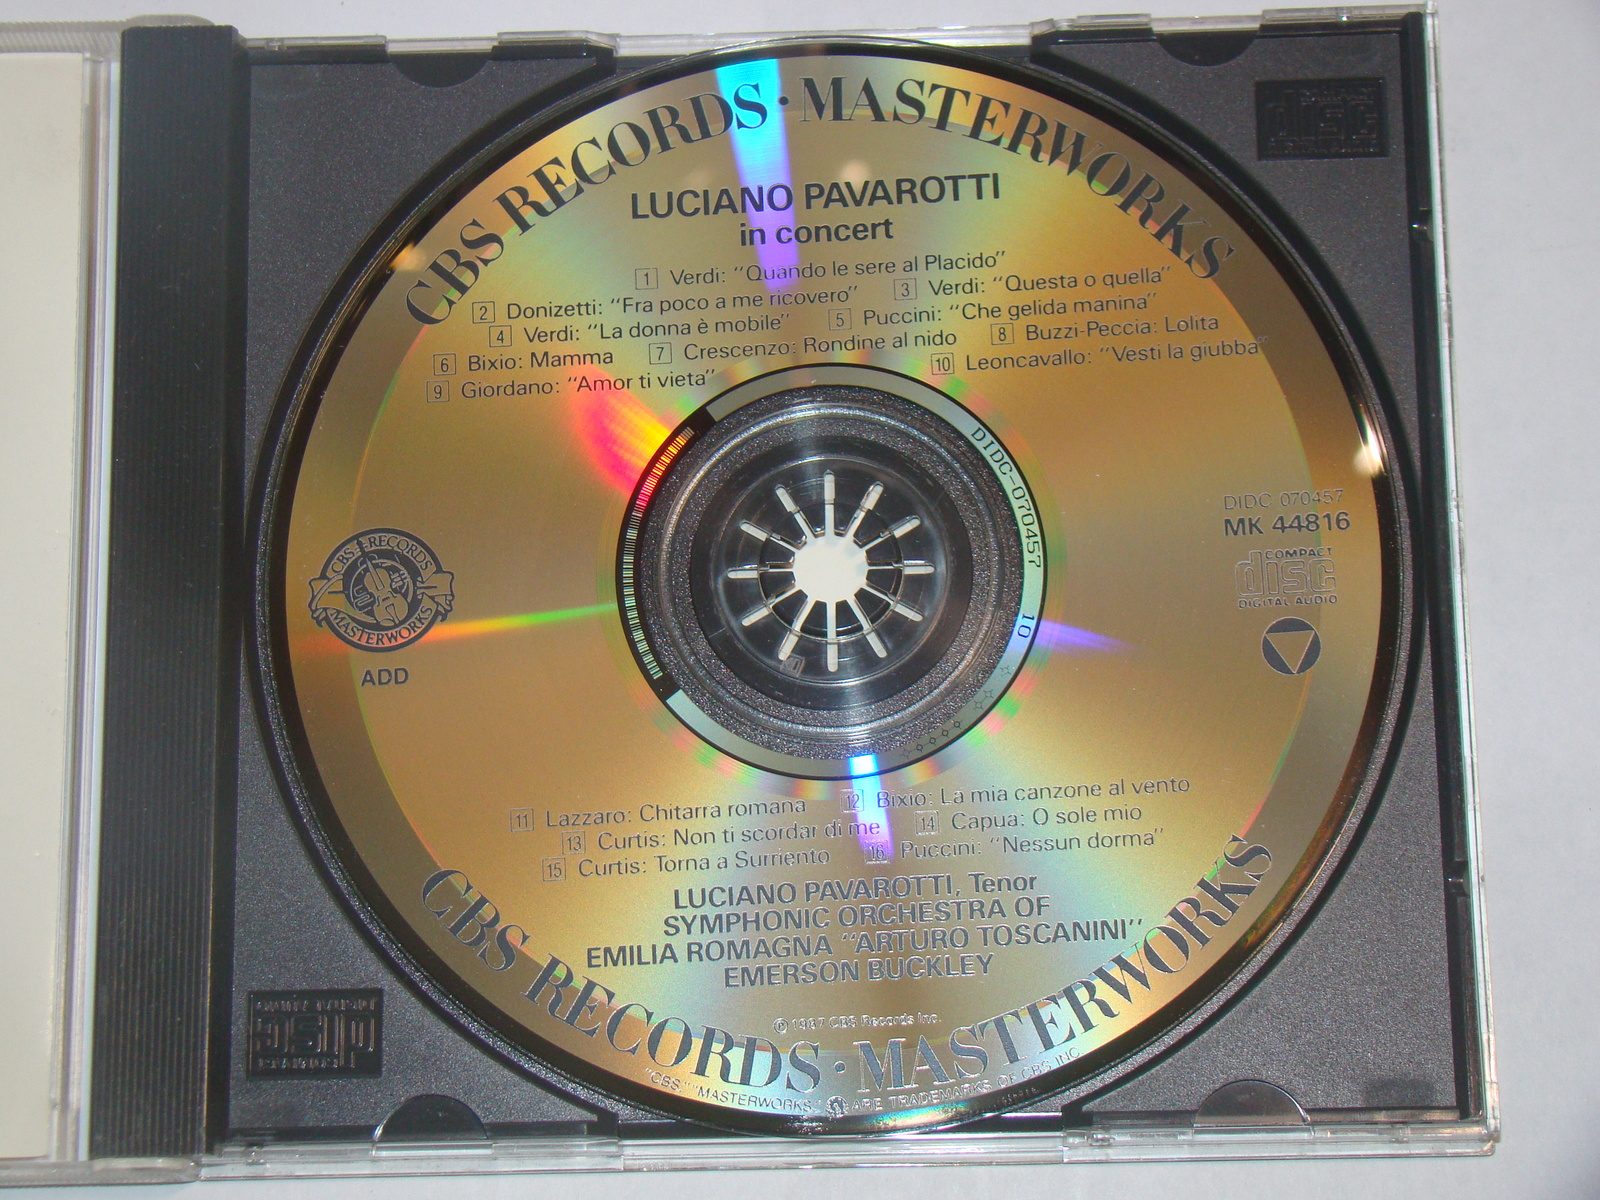 CBS RECORDS · MASTERWORKS
LUCIANO PAVAROTTI
in concert
1 Verdi: "Quando le sere al Placido"
2 Donizetti: "Fra poco a me ricovero" 3 Verdi: "Questa o quella"
4 Verdi: "La donna è mobile" 5 Puccini: "Che gelida manina"
6 Bixio: Mamma 7 Crescenzo: Rondine al nido 8 Buzzi-Peccia: Lolita
9 Giordano: "Amor ti vieta" 10 Leoncavallo: "Vesti la giubba"
DIDC-070457 10
DIDC 070457
MK 44816
COMPACT
disc
DIGITAL AUDIO
CBS RECORDS
MASTERWORKS
ADD
11 Lazzaro: Chitarra romana 12 Bixio: La mia canzone al vento
13 Curtis: Non ti scordar di me 14 Capua: O sole mio
15 Curtis: Torna a Surriento 16 Puccini: "Nessun dorma"
LUCIANO PAVAROTTI, Tenor
SYMPHONIC ORCHESTRA OF
EMILIA ROMAGNA "ARTURO TOSCANINI"
EMERSON BUCKLEY
℗ 1987 CBS Records Inc.
CBS RECORDS · MASTERWORKS
"CBS," "MASTERWORKS," ARE TRADEMARKS OF CBS INC.
COMPACT
disc
DIGITAL AUDIO